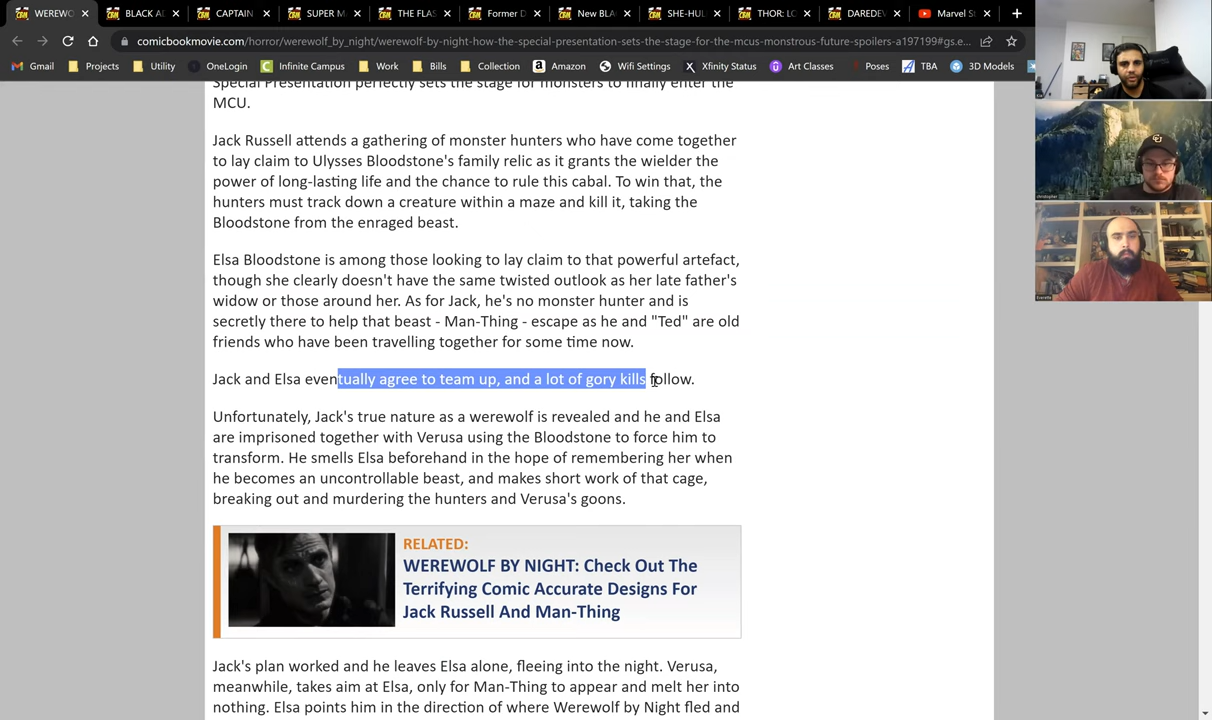 WEREWO
BLACK AD
CAPTAIN
SUPER M
THE FLAS
Former D
New BLA
SHE-HUL
THOR: LO
DAREDEV
Marvel S
comicbookmovie.com/horror/werewolf_by_night/werewolf-by-night-how-the-special-presentation-sets-the-stage-for-the-mcus-monstrous-future-spoilers-a197199#gs.e...
Gmail Projects Utility OneLogin Infinite Campus Work Bills Collection Amazon Wifi Settings Xfinity Status Art Classes Poses TBA 3D Models
Special Presentation perfectly sets the stage for monsters to finally enter the
MCU.
Jack Russell attends a gathering of monster hunters who have come together
to lay claim to Ulysses Bloodstone's family relic as it grants the wielder the
power of long-lasting life and the chance to rule this cabal. To win that, the
hunters must track down a creature within a maze and kill it, taking the
Bloodstone from the enraged beast.
Elsa Bloodstone is among those looking to lay claim to that powerful artefact,
though she clearly doesn't have the same twisted outlook as her late father's
widow or those around her. As for Jack, he's no monster hunter and is
secretly there to help that beast - Man-Thing - escape as he and "Ted" are old
friends who have been travelling together for some time now.
Jack and Elsa eventually agree to team up, and a lot of gory kills follow.
Unfortunately, Jack's true nature as a werewolf is revealed and he and Elsa
are imprisoned together with Verusa using the Bloodstone to force him to
transform. He smells Elsa beforehand in the hope of remembering her when
he becomes an uncontrollable beast, and makes short work of that cage,
breaking out and murdering the hunters and Verusa's goons.
RELATED:
WEREWOLF BY NIGHT: Check Out The
Terrifying Comic Accurate Designs For
Jack Russell And Man-Thing
Jack's plan worked and he leaves Elsa alone, fleeing into the night. Verusa,
meanwhile, takes aim at Elsa, only for Man-Thing to appear and melt her into
nothing. Elsa points him in the direction of where Werewolf by Night fled and